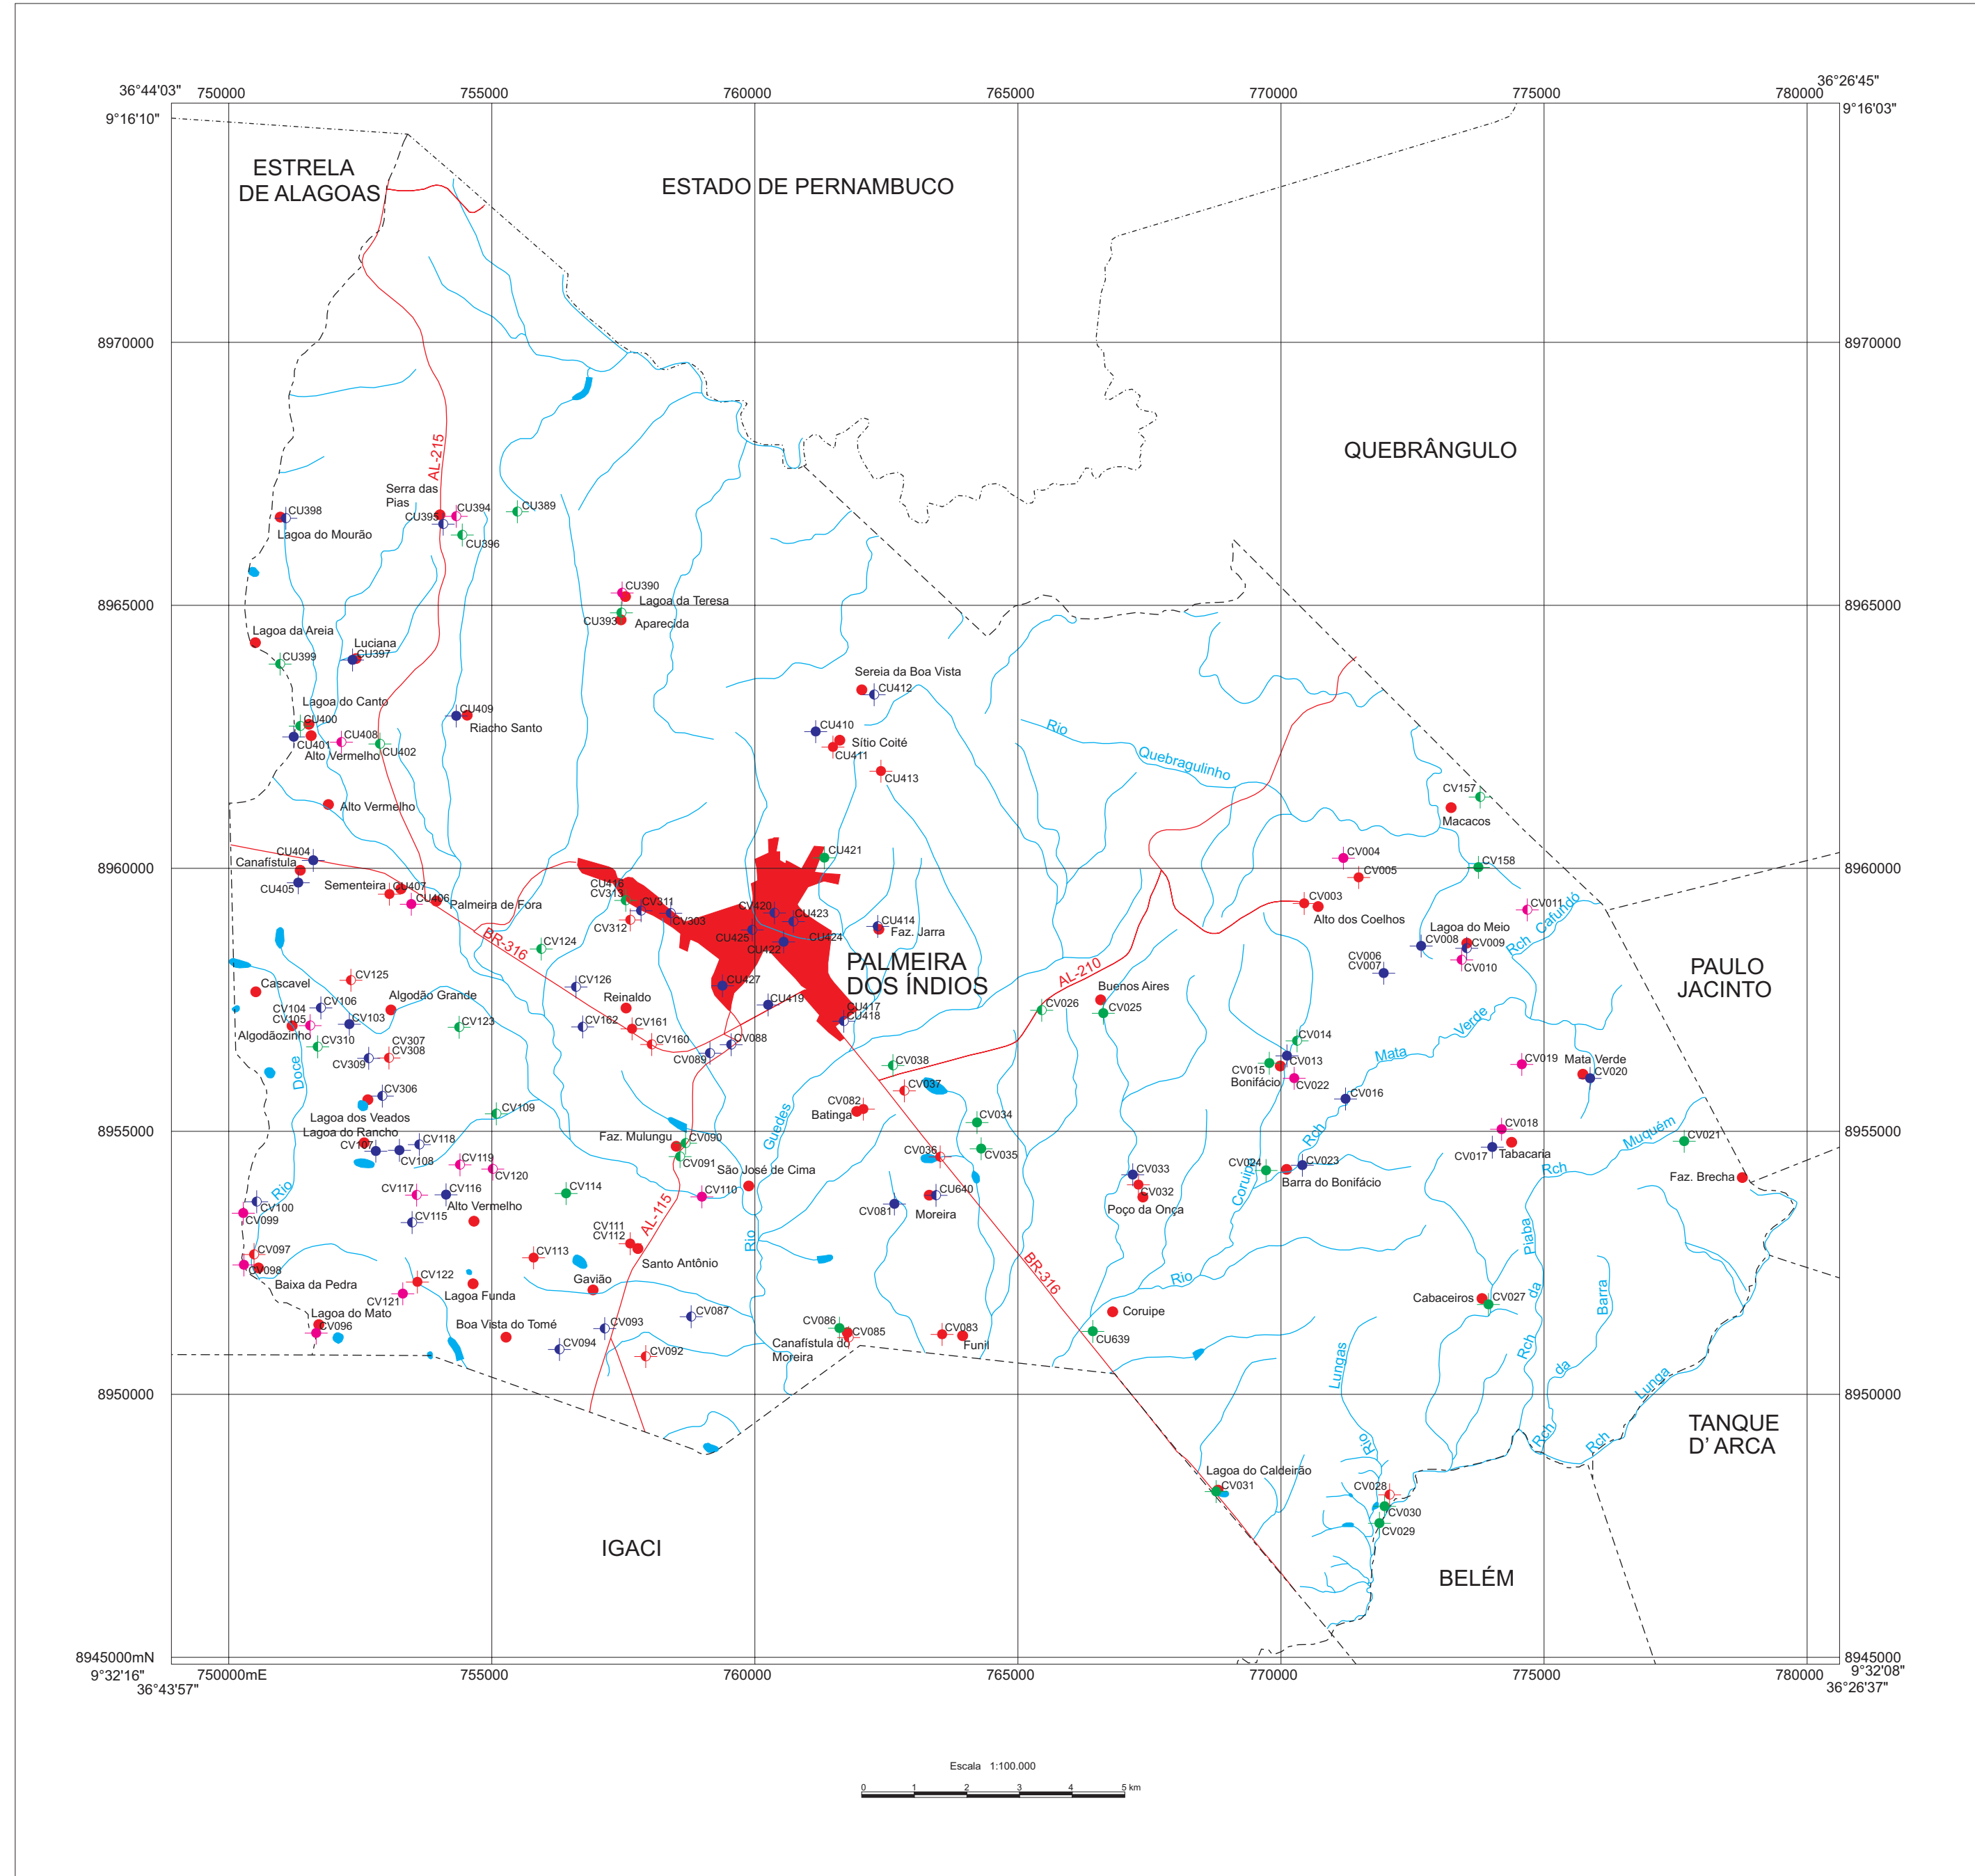 36°44'03"
750000
755000
760000
765000
770000
775000
780000
36°26'45"
9°16'10"
9°16'03"
ESTRELA
DE ALAGOAS
ESTADO DE PERNAMBUCO
8970000
8970000
QUEBRÂNGULO
AL-215
Serra das
Pias
CU398
Lagoa do Mourão
CU395
CU394
CU396
CU389
CU390
Lagoa da Teresa
CU393
Aparecida
8965000
8965000
Lagoa da Areia
CU399
Luciana
CU397
Lagoa do Canto
CU400
CU401
Alto Vermelho
CU408
CU402
CU409
Riacho Santo
Sereia da Boa Vista
CU412
CU410
Sítio Coité
CU411
CU413
Rio
Quebragulinho
Alto Vermelho
CV157
Macacos
CU404
Canafístula
CU405
Sementeira
CU407
CU406
Palmeira de Fora
CU421
8960000
8960000
CV004
CV005
CV158
CU416
CV313
CV311
CV312
CV303
CV420
CU423
CU425
CU424
CU422
CU414
Faz. Jarra
CV003
Alto dos Coelhos
CV011
Rch
Cafundó
Lagoa do Meio
CV008
CV009
CV010
CV006
CV007
BR-316
CV124
PALMEIRA
DOS ÍNDIOS
AL-210
PAULO
JACINTO
Cascavel
CV125
CV126
CU427
CU419
CU417
CU418
Buenos Aires
CV026
CV025
CV104
CV105
CV106
Algodãozinho
CV103
Algodão Grande
CV310
CV123
Reinaldo
CV162
CV161
CV160
CV089
CV088
CV307
CV308
CV309
Doce
CV038
CV037
CV014
CV013
CV015
Bonifácio
CV022
Mata
Verde
CV019
Mata Verde
CV020
CV306
Lagoa dos Veados
CV109
CV082
Batinga
CV016
CV034
CV035
8955000
8955000
Lagoa do Rancho
CV107
CV108
CV118
CV119
CV120
Faz. Mulungu
CV090
CV091
Guedes
CV036
CV018
CV017
Tabacaria
Rch
Muquém
CV021
Rch
Faz. Brecha
Rio
CV100
CV099
CV117
CV116
Alto Vermelho
CV115
CV114
CV110
São José de Cima
CU640
CV081
Moreira
CV033
CV032
Poço da Onça
CV024
CV023
Barra do Bonifácio
Coruipe
CV111
CV112
AL-115
Santo Antônio
Rio
CV097
CV098
Baixa da Pedra
CV113
CV122
CV121
Lagoa Funda
Gavião
BR-316
Rio
Piaba
da
Rch
Barra
da
Rch
Cabaceiros
CV027
Lagoa do Mato
CV096
Boa Vista do Tomé
CV094
CV093
CV087
CV092
CV086
CV085
Canafístula do
Moreira
CV083
Funil
Coruipe
CU639
Lungas
Rio
8950000
8950000
Lunga
Rch
TANQUE
D' ARCA
Lagoa do Caldeirão
CV031
CV028
CV030
CV029
IGACI
BELÉM
8945000mN
8945000
9°32'16"
9°32'08"
750000mE
755000
760000
765000
770000
775000
780000
36°43'57"
36°26'37"
Escala 1:100.000
0 1 2 3 4 5 km